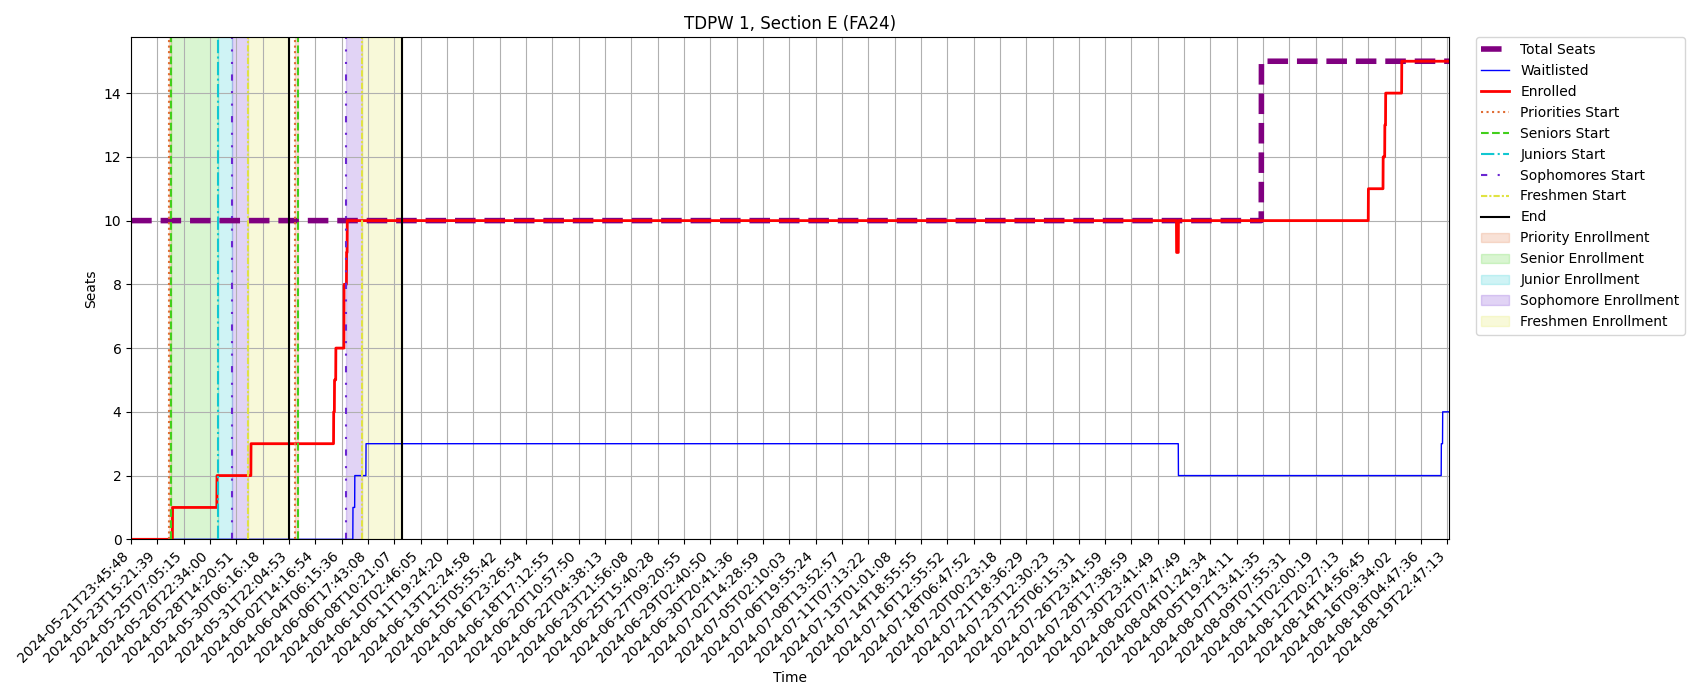 TDPW 1, Section E (FA24)
Seats
14
12
10
8
6
4
2
0
2024-05-21T23:45:48
2024-05-23T15:21:39
2024-05-25T07:05:15
2024-05-26T22:34:00
2024-05-28T14:20:51
2024-05-30T06:16:18
2024-05-31T22:04:53
2024-06-02T14:16:54
2024-06-04T06:15:36
2024-06-06T17:43:08
2024-06-08T10:21:07
2024-06-10T02:46:05
2024-06-11T19:24:20
2024-06-13T12:24:58
2024-06-15T05:55:42
2024-06-16T23:26:54
2024-06-18T17:12:55
2024-06-20T10:57:50
2024-06-22T04:38:13
2024-06-23T21:56:08
2024-06-25T15:40:28
2024-06-27T09:20:55
2024-06-29T02:40:50
2024-06-30T20:41:36
2024-07-02T14:28:59
2024-07-05T02:10:03
2024-07-06T19:55:24
2024-07-08T13:52:57
2024-07-11T07:13:22
2024-07-13T01:01:08
2024-07-14T18:55:55
2024-07-16T12:55:52
2024-07-18T06:47:52
2024-07-20T00:23:18
2024-07-21T18:36:29
2024-07-23T12:30:23
2024-07-25T06:15:31
2024-07-26T23:41:59
2024-07-28T17:38:59
2024-07-30T23:41:49
2024-08-02T07:47:49
2024-08-04T01:24:34
2024-08-05T19:24:11
2024-08-07T13:41:35
2024-08-09T07:55:31
2024-08-11T02:00:19
2024-08-12T20:27:13
2024-08-14T14:56:45
2024-08-16T09:34:02
2024-08-18T04:47:36
2024-08-19T22:47:13
Time
Total Seats
Waitlisted
Enrolled
Priorities Start
Seniors Start
Juniors Start
Sophomores Start
Freshmen Start
End
Priority Enrollment
Senior Enrollment
Junior Enrollment
Sophomore Enrollment
Freshmen Enrollment